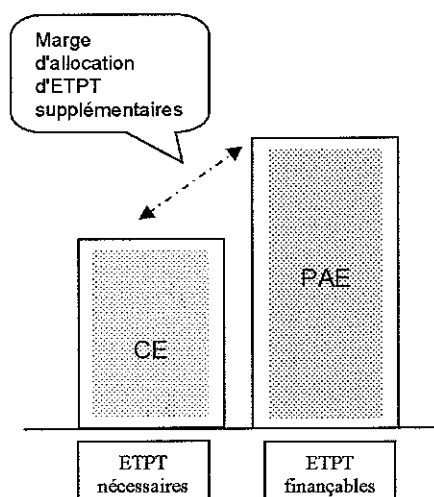 Marge
d'allocation
d'ETPT
supplémentaires
PAE
CE
ETPT
nécessaires
ETPT
finançables